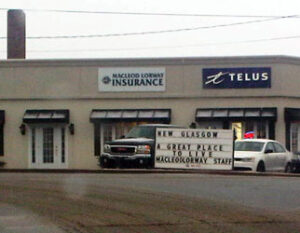 MACLEOD LORWAY
INSURANCE
TELUS
NEW GLASGOW
A GREAT PLACE
TO LIVE
MACLEODLORWAY STAFF